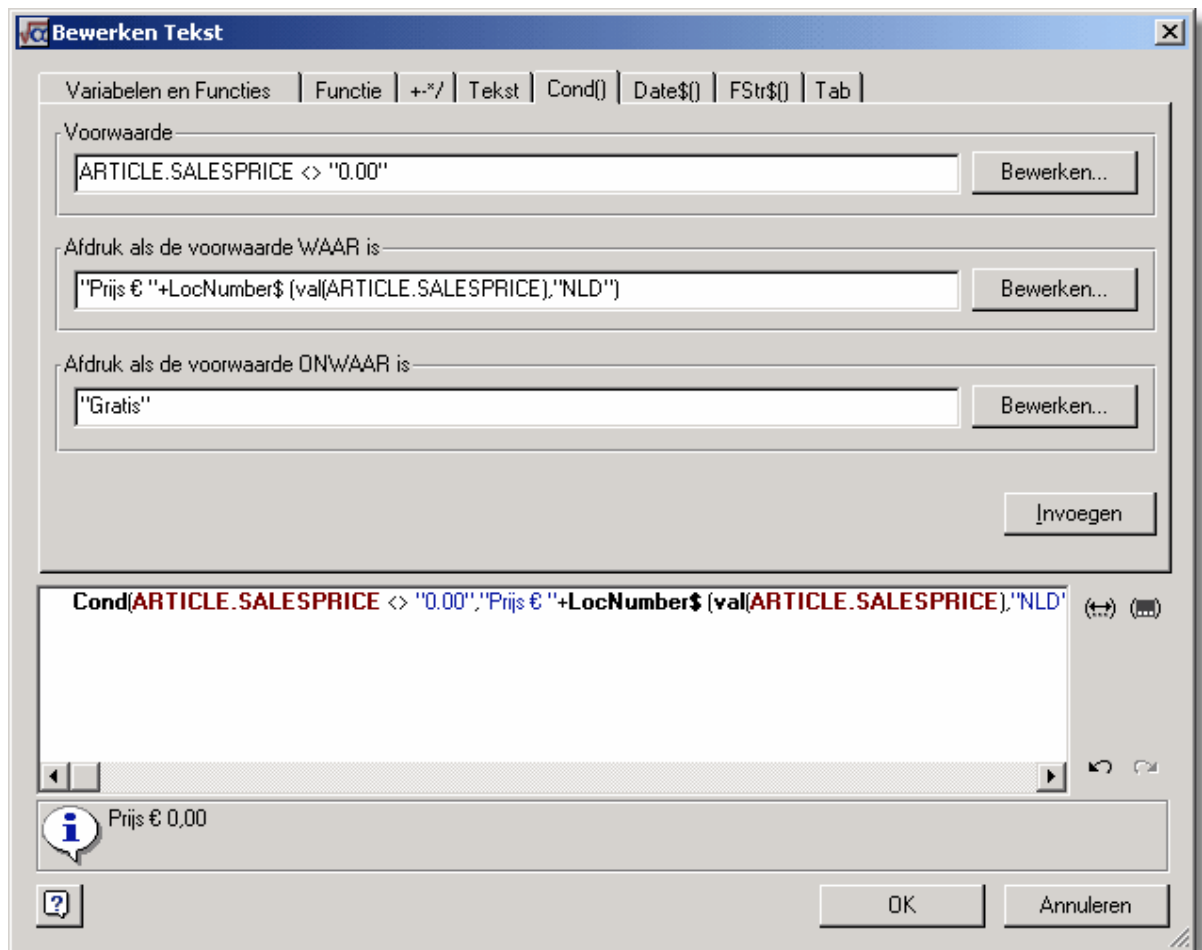 Bewerken Tekst
Variabelen en Functies Functie +-*/ Tekst Cond() Date$() FStr$() Tab
Voorwaarde
ARTICLE.SALESPRICE <> "0.00"
Bewerken...
Afdruk als de voorwaarde WAAR is
"Prijs € "+LocNumber$ (val(ARTICLE.SALESPRICE),"NLD")
Bewerken...
Afdruk als de voorwaarde ONWAAR is
"Gratis"
Bewerken...
Invoegen
Cond(ARTICLE.SALESPRICE <> "0.00","Prijs € "+LocNumber$ (val(ARTICLE.SALESPRICE),"NLD"
Prijs € 0,00
OK Annuleren